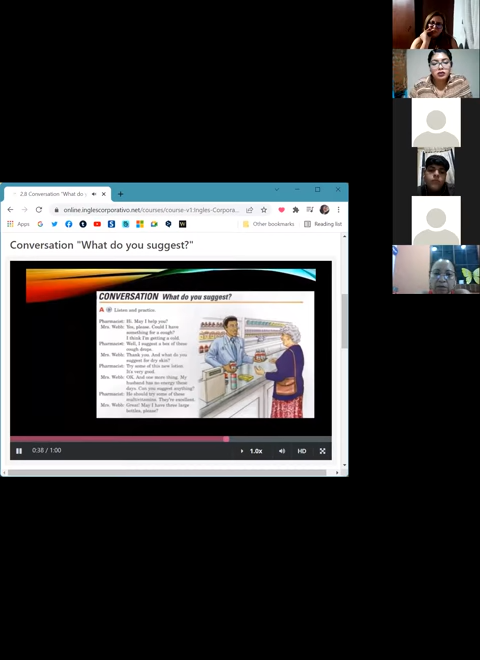 2.8 Conversation "What do y
online.inglescorporativo.net/courses/course-v1:Ingles-Corpora...
Apps
Other bookmarks
Reading list
Conversation "What do you suggest?"
CONVERSATION What do you suggest?
A Listen and practice.
Pharmacist: Hi. May I help you?
Mrs. Webb: Yes, please. Could I have
something for a cough?
I think I'm getting a cold.
Pharmacist: Well, I suggest a box of these
cough drops.
Mrs. Webb: Thank you. And what do you
suggest for dry skin?
Pharmacist: Try some of this new lotion.
It's very good.
Mrs. Webb: OK. And one more thing. My
husband has no energy these
days. Can you suggest anything?
Pharmacist: He should try some of these
multivitamins. They're excellent.
Mrs. Webb: Great! May I have three large
bottles, please?
0:38 / 1:00
1.0x
HD